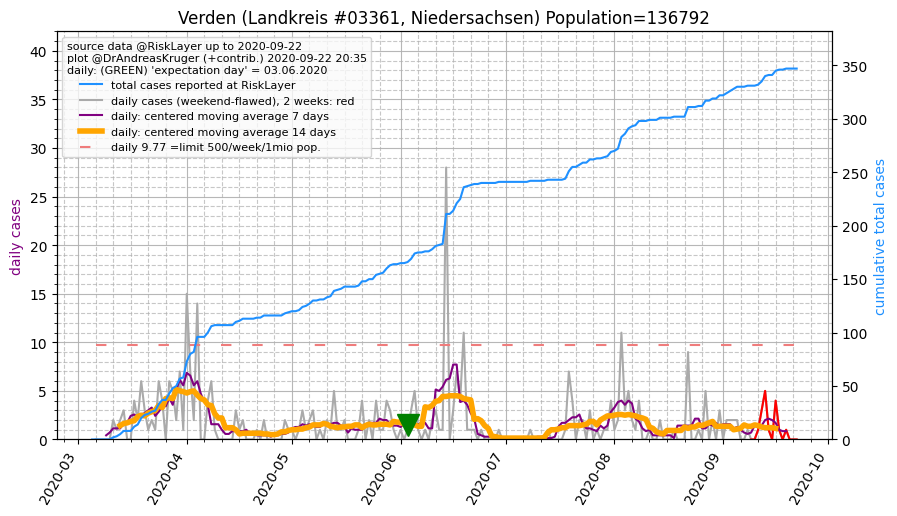 Verden (Landkreis #03361, Niedersachsen) Population=136792
source data @RiskLayer up to 2020-09-22
plot @DrAndreasKruger (+contrib.) 2020-09-22 20:35
daily: (GREEN) 'expectation day' = 03.06.2020
total cases reported at RiskLayer
daily cases (weekend-flawed), 2 weeks: red
daily: centered moving average 7 days
daily: centered moving average 14 days
daily 9.77 =limit 500/week/1mio pop.
daily cases
40
35
30
25
20
15
10
5
0
cumulative total cases
350
300
250
200
150
100
50
0
2020-03
2020-04
2020-05
2020-06
2020-07
2020-08
2020-09
2020-10